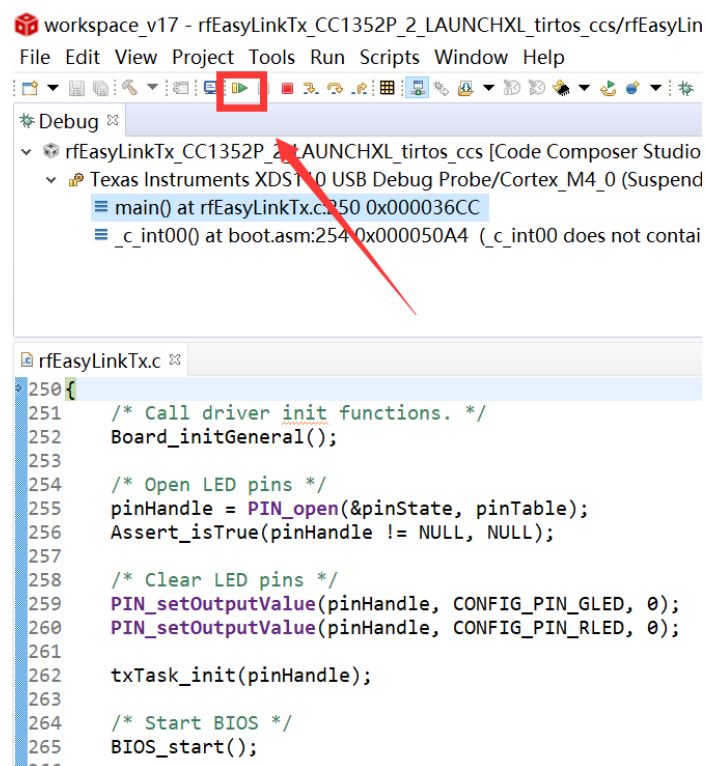 workspace_v17 - rfEasyLinkTx_CC1352P_2_LAUNCHXL_tirtos_ccs/rfEasyLin
File Edit View Project Tools Run Scripts Window Help
Debug
rfEasyLinkTx_CC1352P_2_LAUNCHXL_tirtos_ccs [Code Composer Studio
Texas Instruments XDS110 USB Debug Probe/Cortex_M4_0 (Suspend
main() at rfEasyLinkTx.c:250 0x000036CC
_c_int00() at boot.asm:254 0x000050A4 (_c_int00 does not contai
rfEasyLinkTx.c
250 {
251 /* Call driver init functions. */
252 Board_initGeneral();
253
254 /* Open LED pins */
255 pinHandle = PIN_open(&pinState, pinTable);
256 Assert_isTrue(pinHandle != NULL, NULL);
257
258 /* Clear LED pins */
259 PIN_setOutputValue(pinHandle, CONFIG_PIN_GLED, 0);
260 PIN_setOutputValue(pinHandle, CONFIG_PIN_RLED, 0);
261
262 txTask_init(pinHandle);
263
264 /* Start BIOS */
265 BIOS_start();